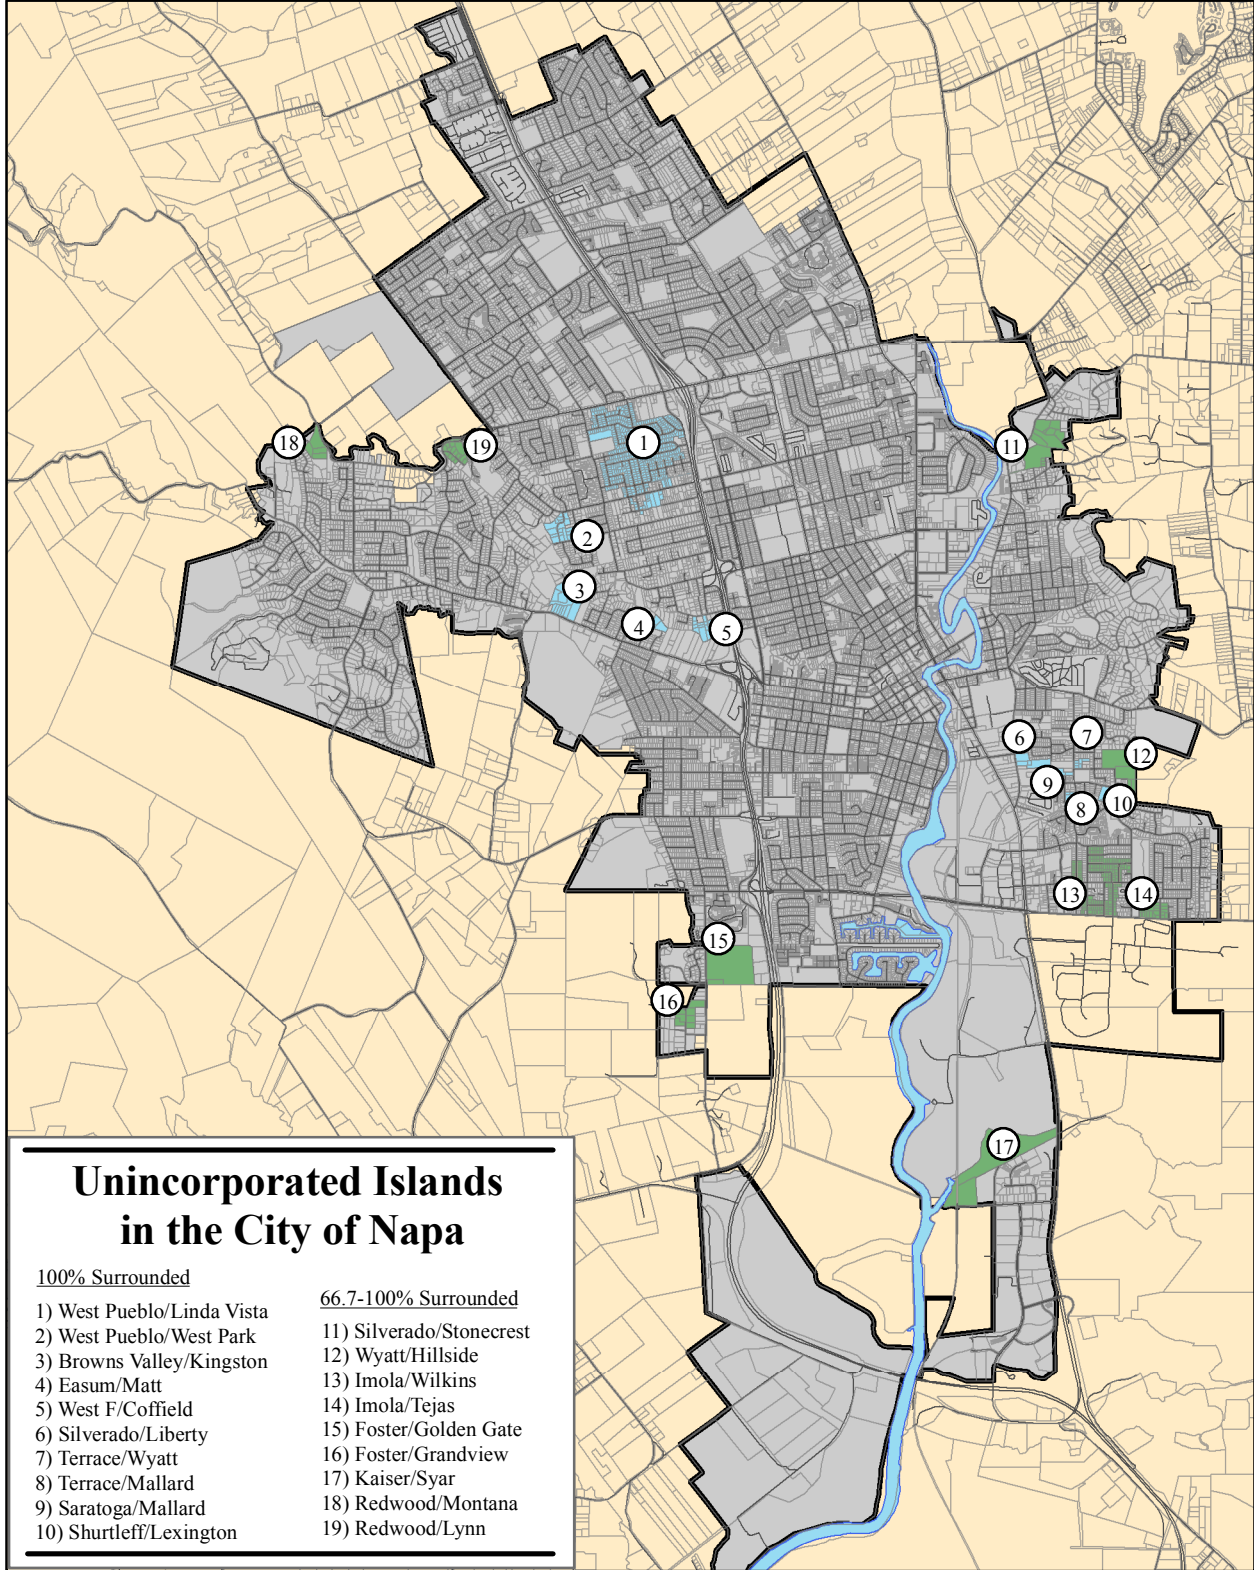 18
19
1
11
2
3
4
5
6
7
12
9
8
10
13
14
15
16
17
Unincorporated Islands
in the City of Napa
100% Surrounded
1) West Pueblo/Linda Vista
2) West Pueblo/West Park
3) Browns Valley/Kingston
4) Easum/Matt
5) West F/Coffield
6) Silverado/Liberty
7) Terrace/Wyatt
8) Terrace/Mallard
9) Saratoga/Mallard
10) Shurtleff/Lexington
66.7-100% Surrounded
11) Silverado/Stonecrest
12) Wyatt/Hillside
13) Imola/Wilkins
14) Imola/Tejas
15) Foster/Golden Gate
16) Foster/Grandview
17) Kaiser/Syar
18) Redwood/Montana
19) Redwood/Lynn